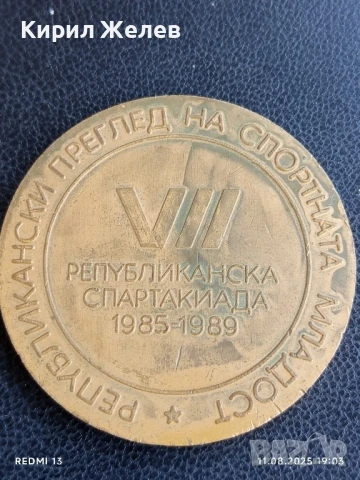 Кирил Желев
РЕПУБЛИКАНСКИ ПРЕГЛЕД НА СПОРТНАТА МЛАДОСТ
VII
РЕПУБЛИКАНСКА
СПАРТАКИАДА
1985-1989
REDMI 13
11.08.2025 19:03